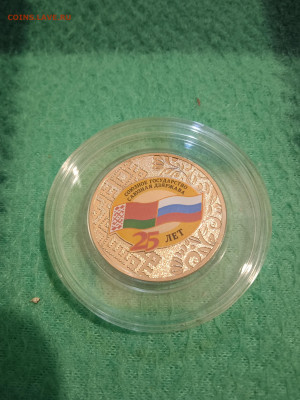 СОЮЗНОЕ ГОСУДАРСТВО
САЮЗНАЯ ДЗЯРЖАВА
25 ЛЕТ